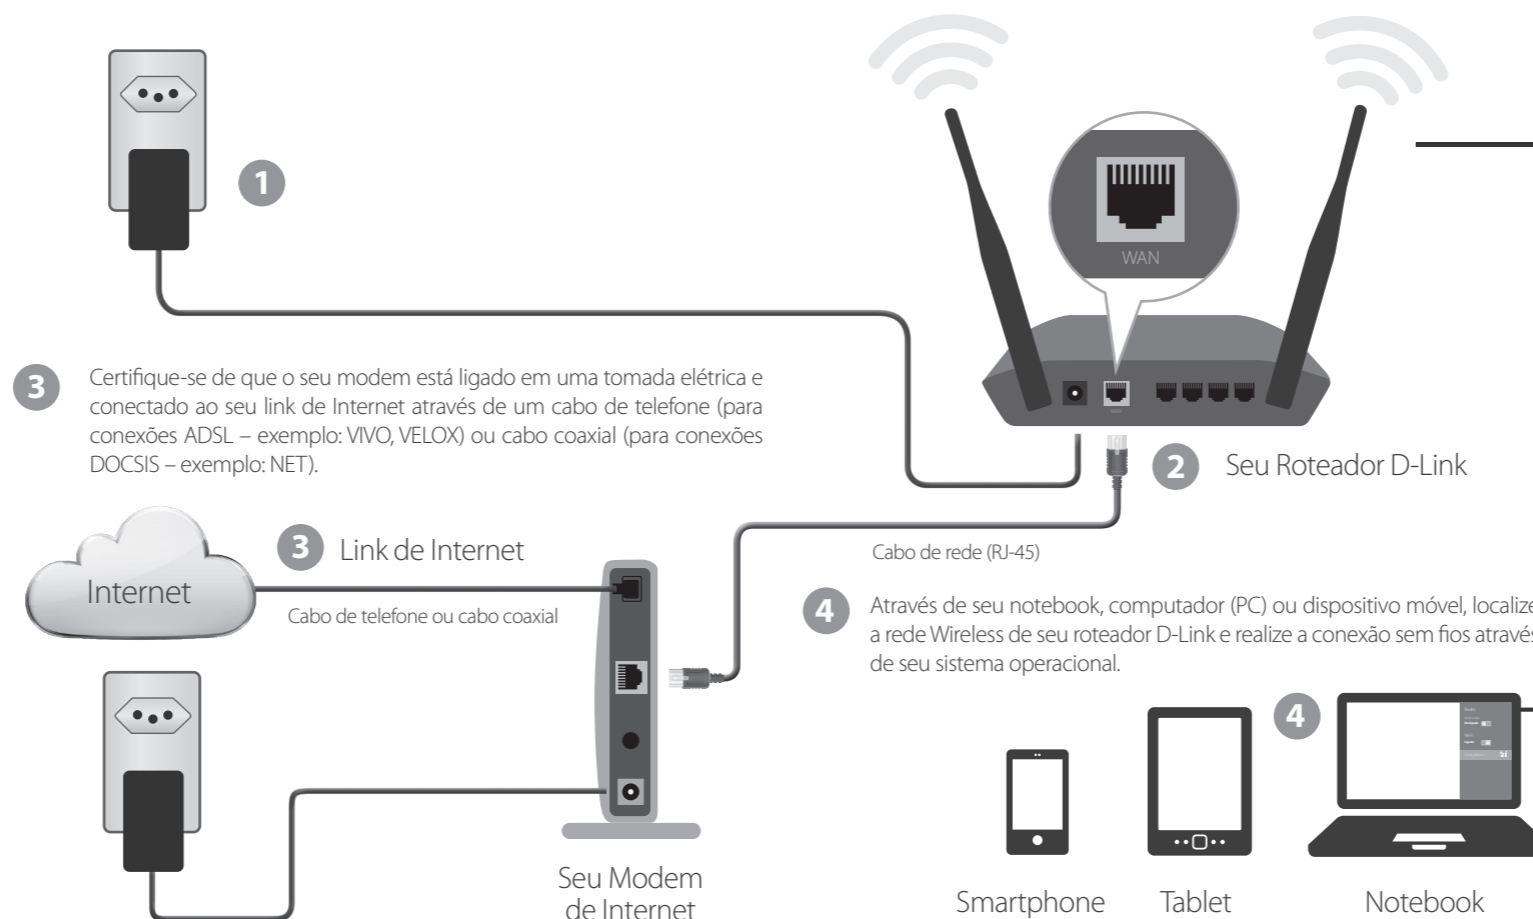 1
WAN
3
Certifique-se de que o seu modem está ligado em uma tomada elétrica e
conectado ao seu link de Internet através de um cabo de telefone (para
conexões ADSL – exemplo: VIVO, VELOX) ou cabo coaxial (para conexões
DOCSIS – exemplo: NET).
2
Seu Roteador D-Link
3
Link de Internet
Internet
Cabo de telefone ou cabo coaxial
Cabo de rede (RJ-45)
4
Através de seu notebook, computador (PC) ou dispositivo móvel, localize
a rede Wireless de seu roteador D-Link e realize a conexão sem fios através
de seu sistema operacional.
4
Seu Modem
de Internet
Smartphone
Tablet
Notebook